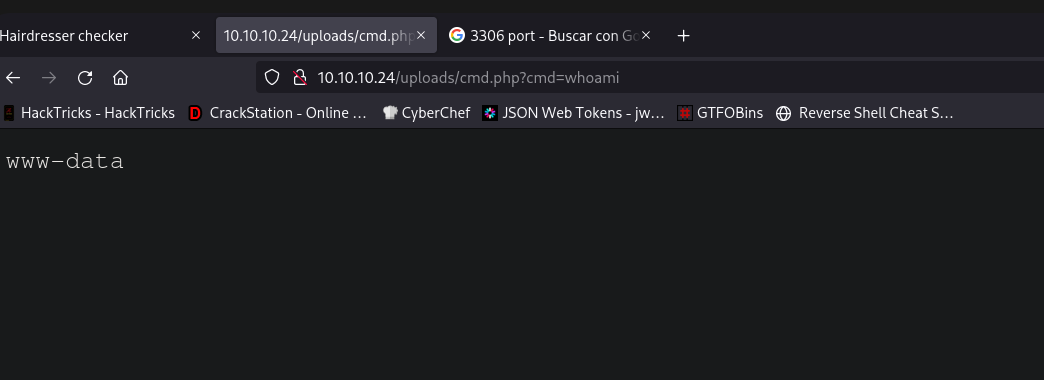 Hairdresser checker
10.10.10.24/uploads/cmd.php
3306 port - Buscar con Go
10.10.10.24/uploads/cmd.php?cmd=whoami
HackTricks - HackTricks
CrackStation - Online ...
CyberChef
JSON Web Tokens - jw...
GTFOBins
Reverse Shell Cheat S...
www-data